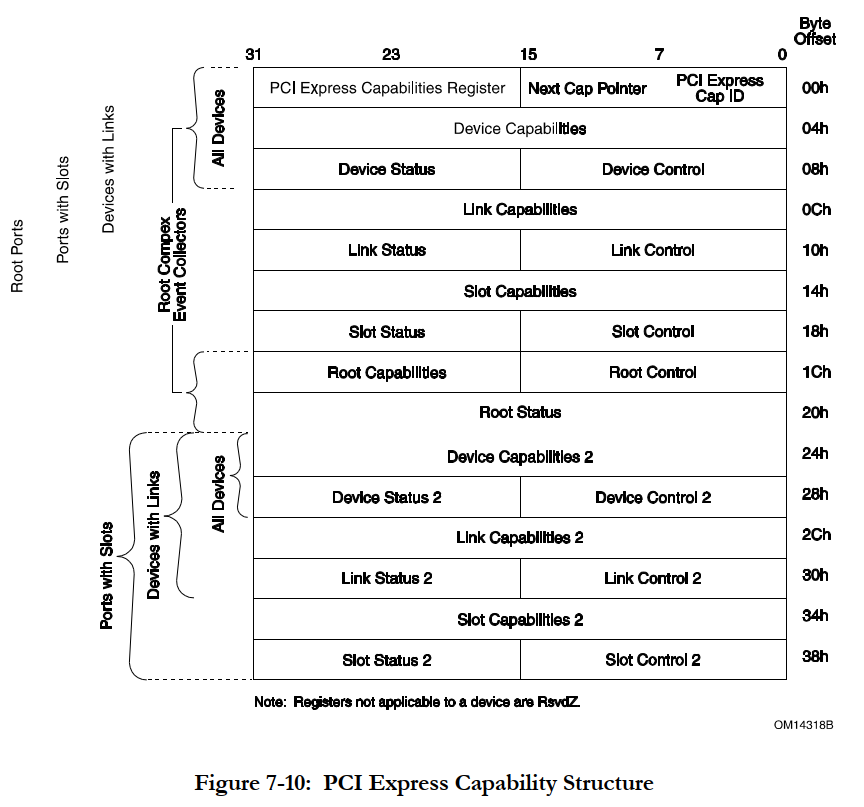 Byte
Offset
31 23 15 7 0
PCI Express Capabilities Register Next Cap Pointer PCI Express
Cap ID 00h
Device Capabilities 04h
Device Status Device Control 08h
Link Capabilities 0Ch
Link Status Link Control 10h
Slot Capabilities 14h
Slot Status Slot Control 18h
Root Capabilities Root Control 1Ch
Root Status 20h
Device Capabilities 2 24h
Device Status 2 Device Control 2 28h
Link Capabilities 2 2Ch
Link Status 2 Link Control 2 30h
Slot Capabilities 2 34h
Slot Status 2 Slot Control 2 38h
Root Ports
Ports with Slots
Devices with Links
All Devices
Root Compex
Event Collectors
Ports with Slots
Devices with Links
All Devices
Note: Registers not applicable to a device are RsvdZ.
OM14318B
Figure 7-10: PCI Express Capability Structure